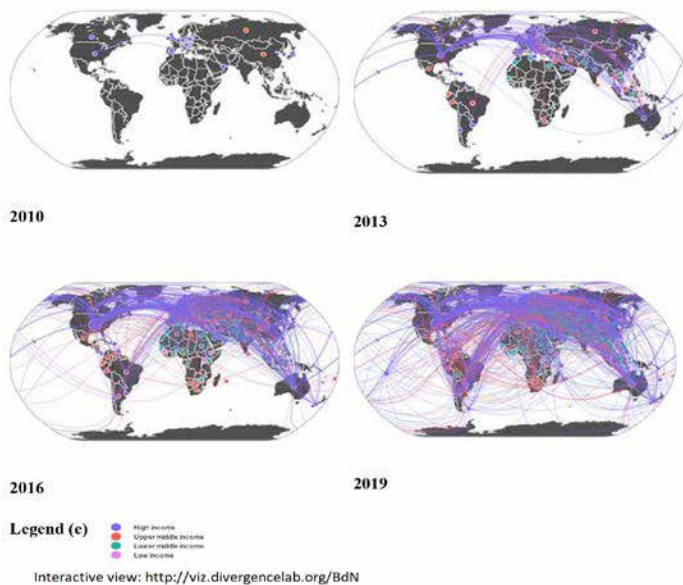 2010
2013
2016
2019
Legend (e)
High income
Upper middle income
Lower middle income
Low income
Interactive view: http://viz.divergencelab.org/BdN